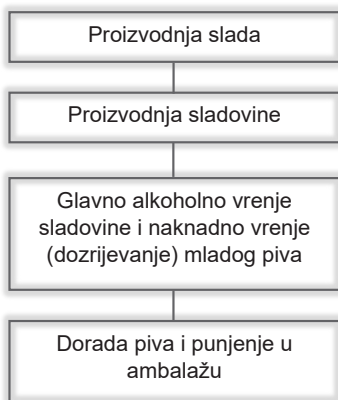 Proizvodnja slada
Proizvodnja sladovine
Glavno alkoholno vrenje
sladovine i naknadno vrenje
(dozrijevanje) mladog piva
Dorada piva i punjenje u
ambalažu